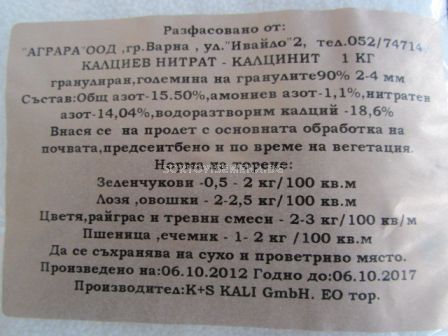 Разфасовано от:
"АГРАРА"ООД ,гр.Варна , ул."Ивайло"2, тел.052/74714
КАЛЦИЕВ НИТРАТ - КАЛЦИНИТ 1 КГ
гранулиран,големина на гранулите90% 2-4 мм
Състав:Общ азот-15.50%,амониев азот-1,1%,нитратен
азот-14,04%,водоразтворим калций -18,6%
Внася се на пролет с основната обработка на
почвата,предсеитбено и по време на вегетация.
Норма на торене:
Зеленчукови -0,5 - 2 кг/100 кв.м
Лозя ,овошки - 2-2,5 кг/100 кв.м
Цветя,райграс и тревни смеси - 2-3 кг/100 кв/м
Пшеница ,ечемик - 1- 2 кг /100 кв.м
Да се съхранява на сухо и проветриво място.
Произведено на:06.10.2012 Годно до:06.10.2017
Производител:K+S KALI GmbH. ЕО тор.